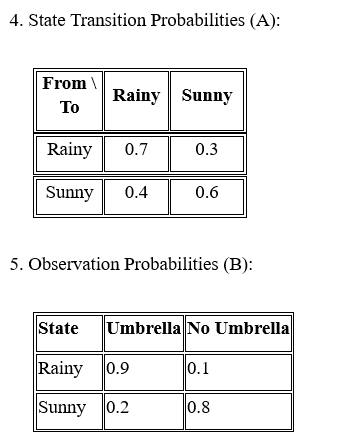 4. State Transition Probabilities (A):
From \ To Rainy Sunny
Rainy 0.7 0.3
Sunny 0.4 0.6
5. Observation Probabilities (B):
State Umbrella No Umbrella
Rainy 0.9 0.1
Sunny 0.2 0.8